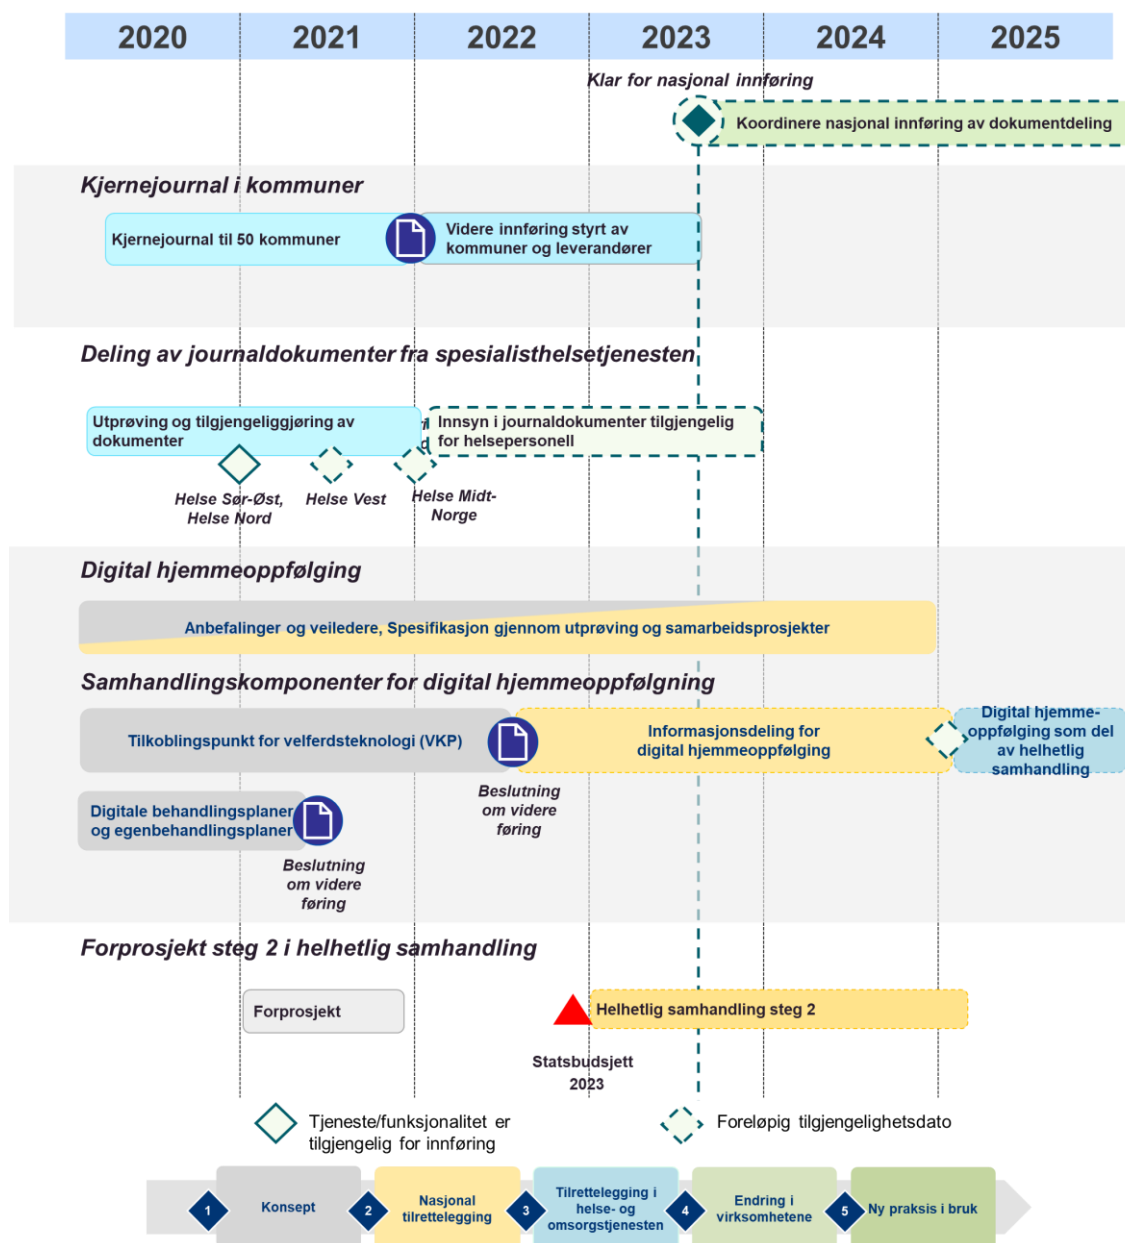 2020 2021 2022 2023 2024 2025
Klar for nasjonal innføring
Koordinere nasjonal innføring av dokumentdeling
Kjernejournal i kommuner
Kjernejournal til 50 kommuner
Videre innføring styrt av
kommuner og leverandører
Deling av journaldokumenter fra spesialisthelsetjenesten
Utprøving og tilgjengeliggjøring av
dokumenter
Innsyn i journaldokumenter tilgjengelig
for helsepersonell
Helse Sør-Øst,
Helse Nord
Helse Vest
Helse Midt-
Norge
Digital hjemmeoppfølging
Anbefalinger og veiledere, Spesifikasjon gjennom utprøving og samarbeidsprosjekter
Samhandlingskomponenter for digital hjemmeoppfølgning
Tilkoblingspunkt for velferdsteknologi (VKP)
Informasjonsdeling for
digital hjemmeoppfølging
Digital hjemme-
oppfølging som del
av helhetlig
samhandling
Beslutning
om videre
føring
Digitale behandlingsplaner
og egenbehandlingsplaner
Beslutning
om videre
føring
Forprosjekt steg 2 i helhetlig samhandling
Forprosjekt
Helhetlig samhandling steg 2
Statsbudsjett
2023
Tjeneste/funksjonalitet er
tilgjengelig for innføring
Foreløpig tilgjengelighetsdato
1
Konsept
2
Nasjonal
tilrettelegging
3
Tilrettelegging i
helse- og
omsorgstjenesten
4
Endring i
virksomhetene
5
Ny praksis i bruk